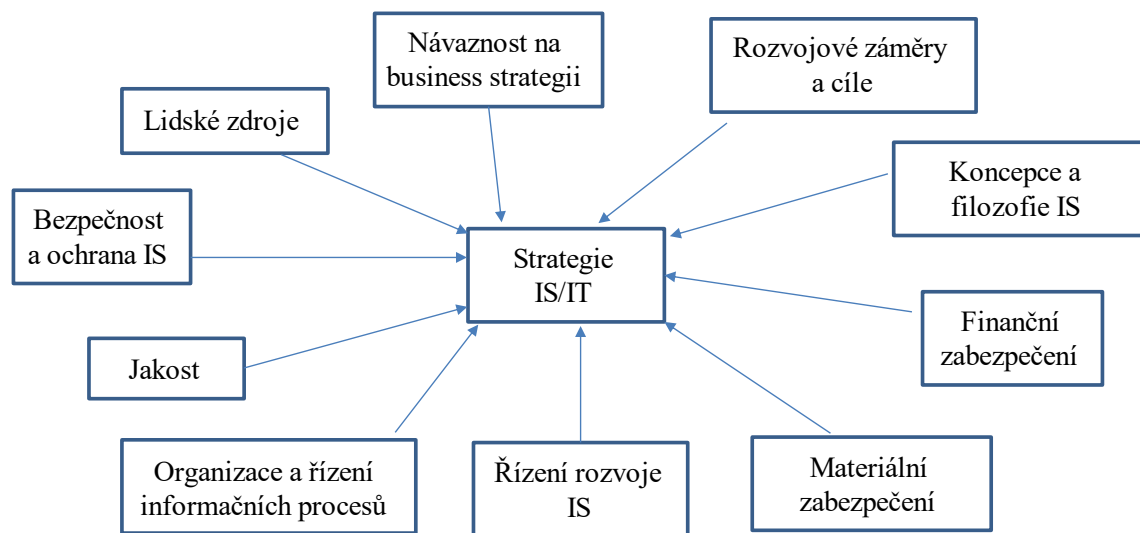 Návaznost na
business strategii
Rozvojové záměry
a cíle
Lidské zdroje
Koncepce a
filozofie IS
Bezpečnost
a ochrana IS
Strategie
IS/IT
Finanční
zabezpečení
Jakost
Organizace a řízení
informačních procesů
Řízení rozvoje
IS
Materiální
zabezpečení